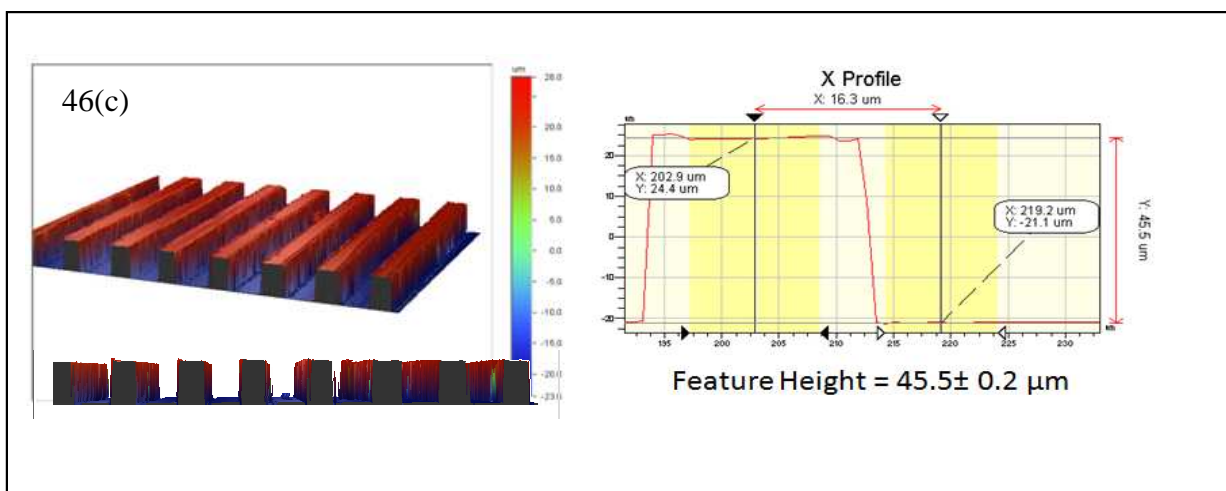 46(c)
um
28.0
20.0
15.0
10.0
5.0
0.0
-5.0
-10.0
-15.0
-20.0
-23.0
X Profile
X: 16.3 um
20
10
0
-10
-20
X: 202.9 um
Y: 24.4 um
X: 219.2 um
Y: -21.1 um
Y: 45.5 um
195
200
205
210
215
220
225
230
Feature Height = 45.5± 0.2 µm